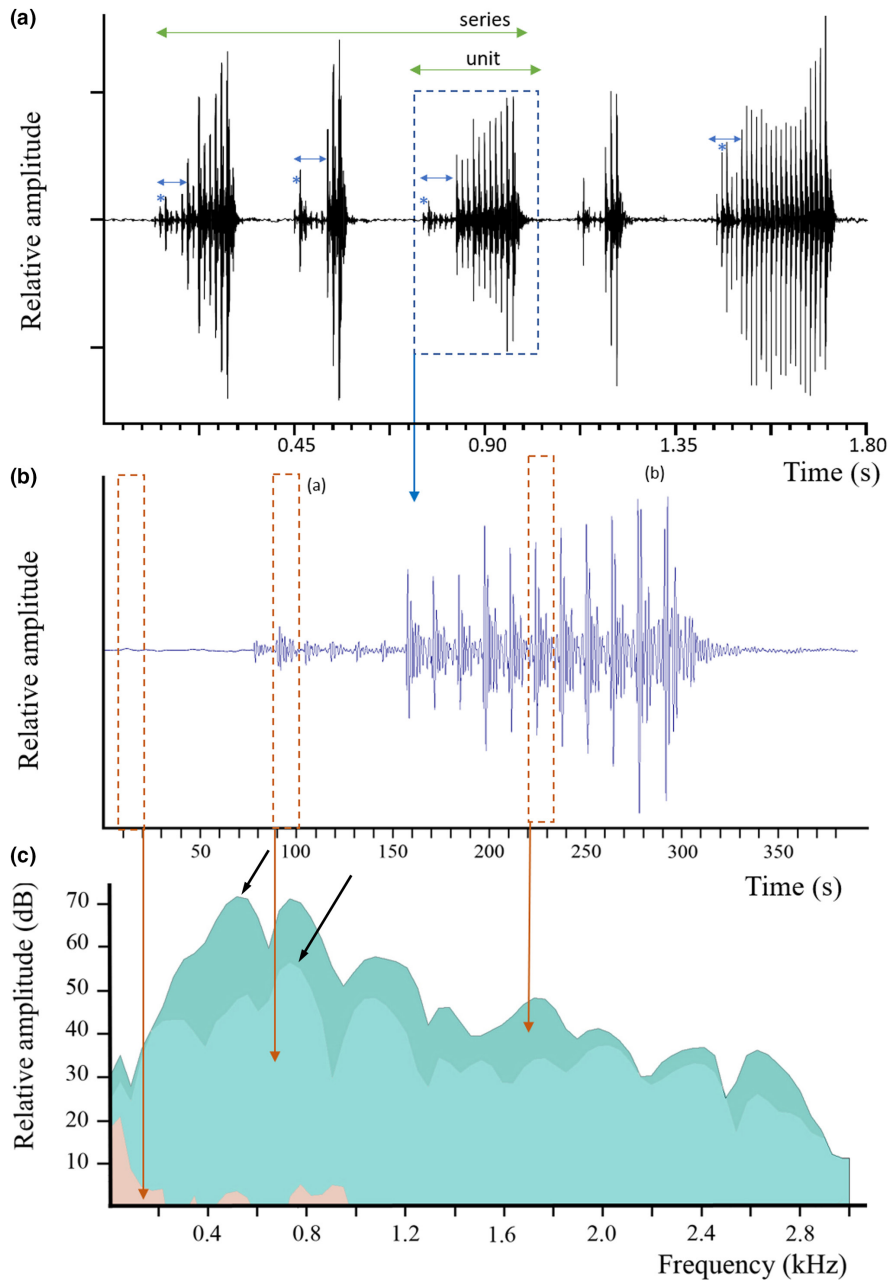 (a)
series
unit
*
*
*
*
Relative amplitude
0.45
0.90
1.35
1.80
Time (s)
(b)
(a)
(b)
Relative amplitude
50
100
150
200
250
300
350
Time (s)
(c)
Relative amplitude (dB)
70
60
50
40
30
20
10
0.4
0.8
1.2
1.6
2.0
2.4
2.8
Frequency (kHz)